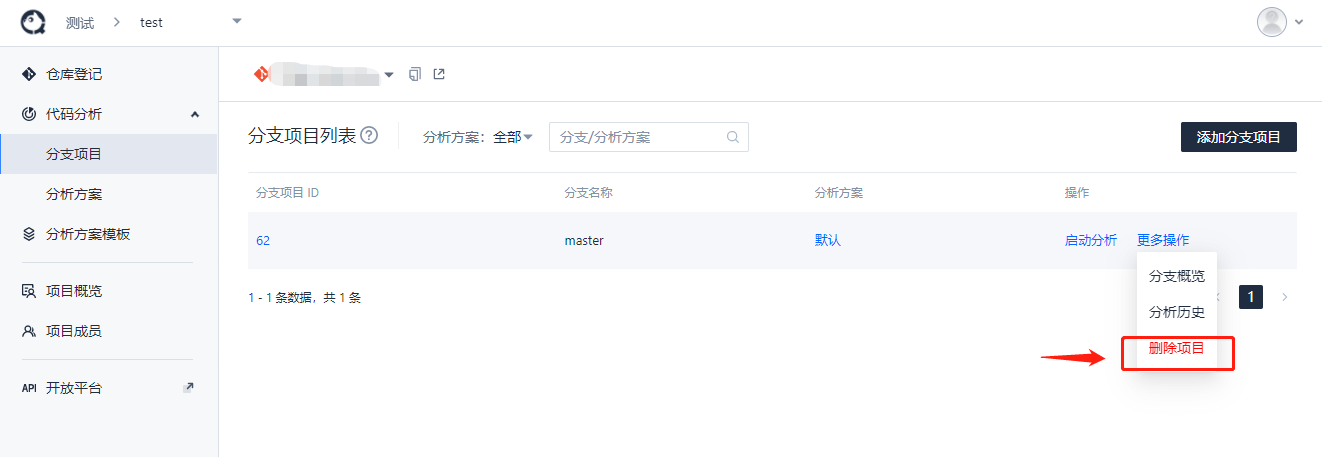 测试 > test
仓库登记
代码分析
分支项目
分析方案
分析方案模板
项目概览
项目成员
API 开放平台
分支项目列表 ?
分析方案: 全部
分支/分析方案
添加分支项目
分支项目 ID 分支名称 分析方案 操作
62 master 默认 启动分析 更多操作
分支概览
分析历史
删除项目
1 - 1 条数据，共 1 条
1